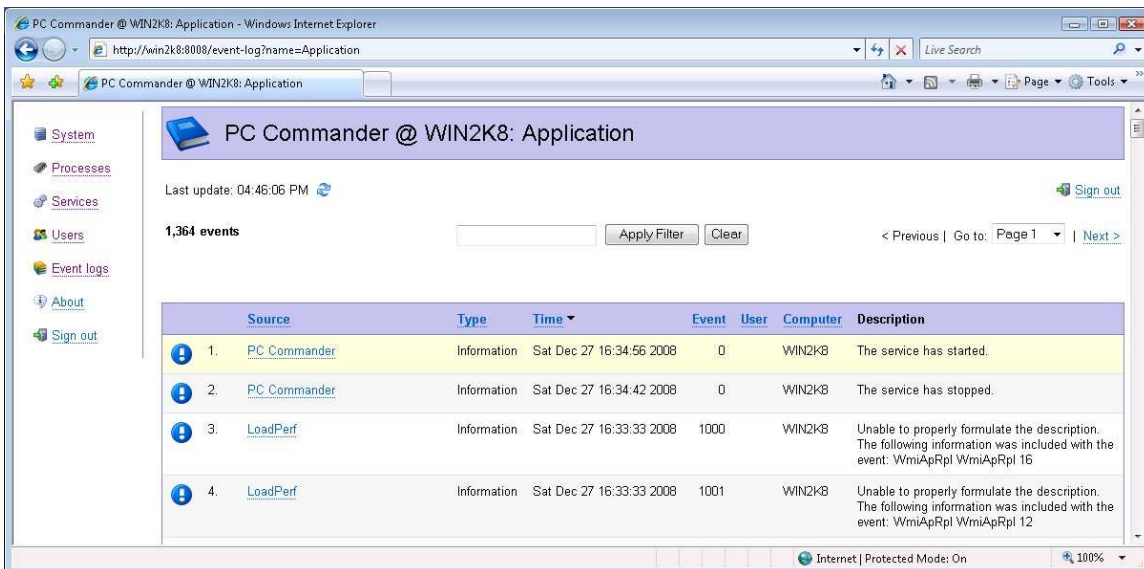 PC Commander @ WIN2K8: Application - Windows Internet Explorer
http://win2k8:8008/event-log?name=Application
Live Search
PC Commander @ WIN2K8: Application
Page
Tools
System
Processes
Services
Users
Event logs
About
Sign out
PC Commander @ WIN2K8: Application
Last update: 04:46:06 PM
Sign out
1,364 events
Apply Filter
Clear
< Previous | Go to: Page 1 | Next >
Source Type Time Event User Computer Description
1. PC Commander Information Sat Dec 27 16:34:56 2008 0 WIN2K8 The service has started.
2. PC Commander Information Sat Dec 27 16:34:42 2008 0 WIN2K8 The service has stopped.
3. LoadPerf Information Sat Dec 27 16:33:33 2008 1000 WIN2K8 Unable to properly formulate the description.
The following information was included with the
event: WmiApRpl WmiApRpl 16
4. LoadPerf Information Sat Dec 27 16:33:33 2008 1001 WIN2K8 Unable to properly formulate the description.
The following information was included with the
event: WmiApRpl WmiApRpl 12
Internet | Protected Mode: On
100%